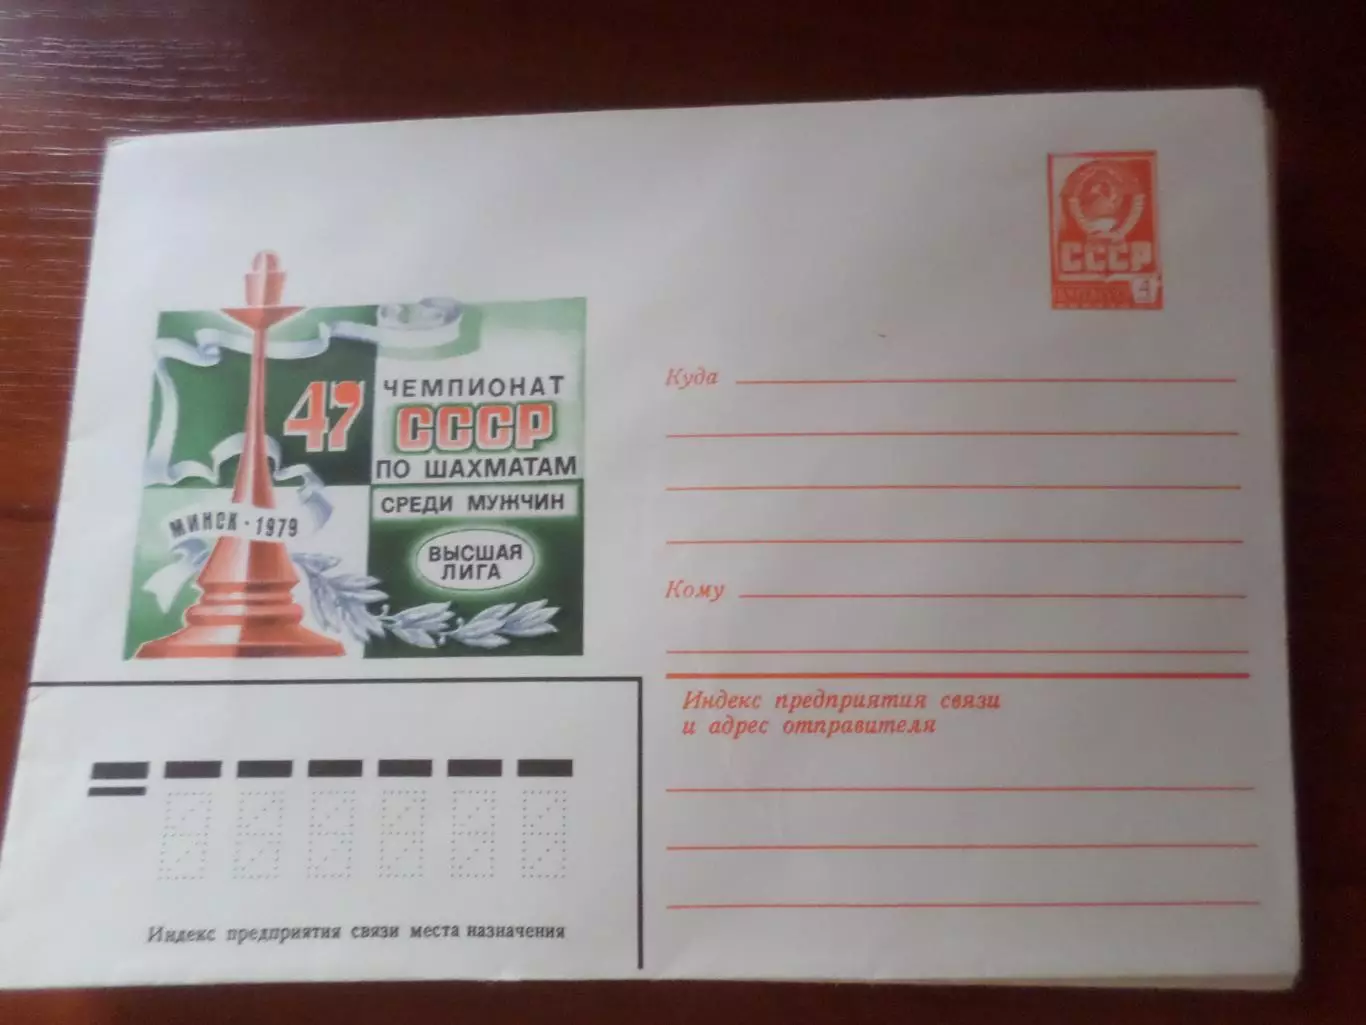 СССР
4
47
ЧЕМПИОНАТ
СССР
ПО ШАХМАТАМ
СРЕДИ МУЖЧИН
МИНСК · 1979
ВЫСШАЯ
ЛИГА
Куда
Кому
Индекс предприятия связи
и адрес отправителя
Индекс предприятия связи места назначения